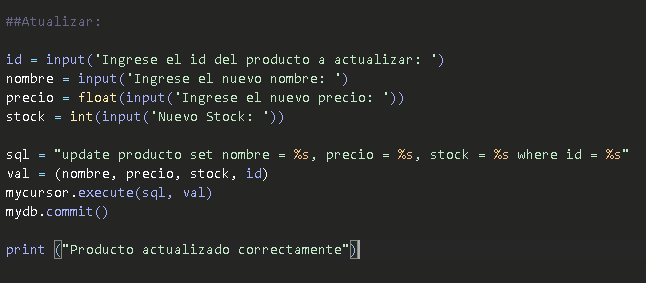 ##Atualizar:
id = input('Ingrese el id del producto a actualizar: ')
nombre = input('Ingrese el nuevo nombre: ')
precio = float(input('Ingrese el nuevo precio: '))
stock = int(input('Nuevo Stock: '))
sql = "update producto set nombre = %s, precio = %s, stock = %s where id = %s"
val = (nombre, precio, stock, id)
mycursor.execute(sql, val)
mydb.commit()
print ("Producto actualizado correctamente")